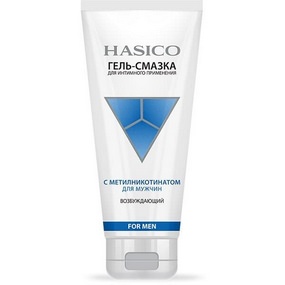 HASICO
ГЕЛЬ-СМАЗКА
ДЛЯ ИНТИМНОГО ПРИМЕНЕНИЯ
С МЕТИЛНИКОТИНАТОМ
ДЛЯ МУЖЧИН
ВОЗБУЖДАЮЩИЙ
FOR MEN